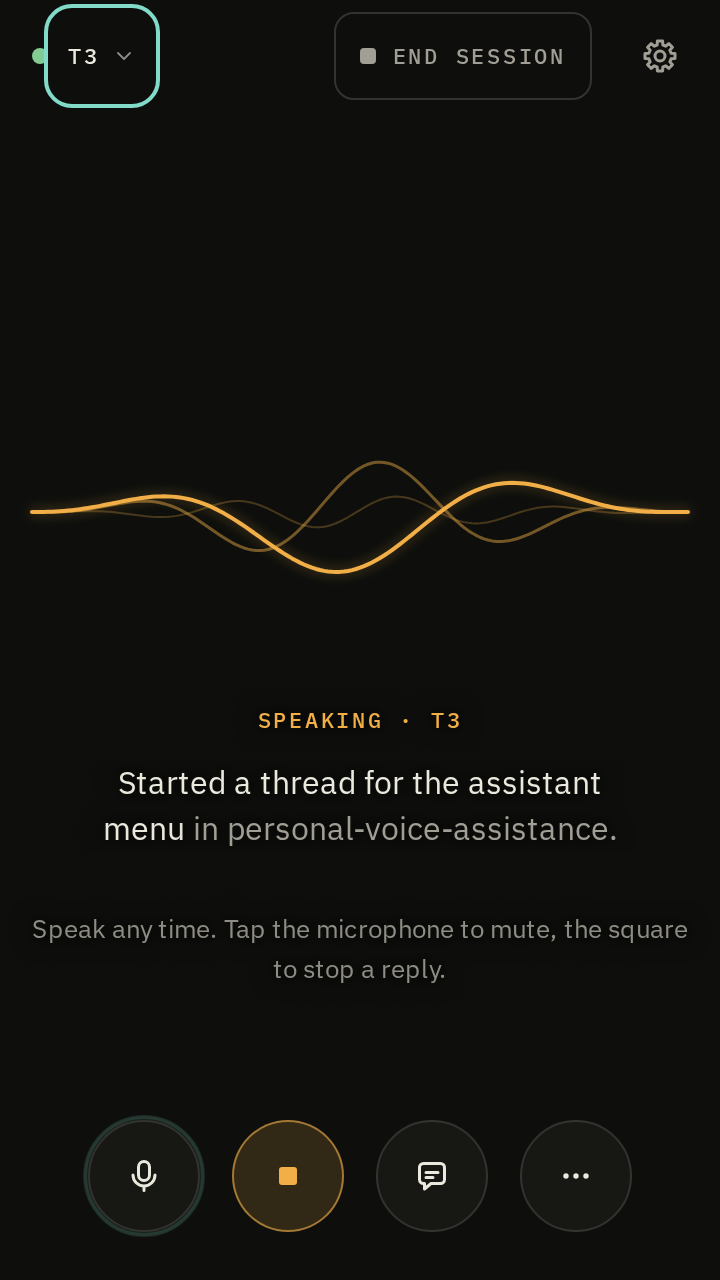 T3
END SESSION
SPEAKING · T3
Started a thread for the assistant
menu in personal-voice-assistance.
Speak any time. Tap the microphone to mute, the square
to stop a reply.